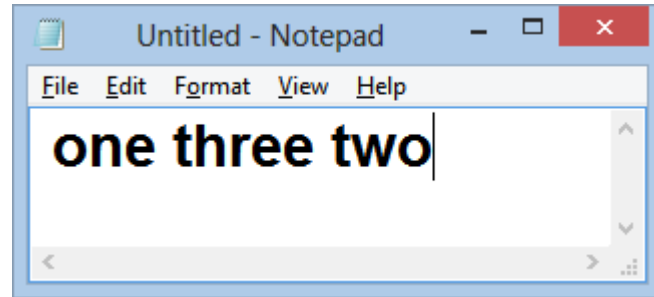 Untitled - Notepad
File Edit Format View Help
one three two